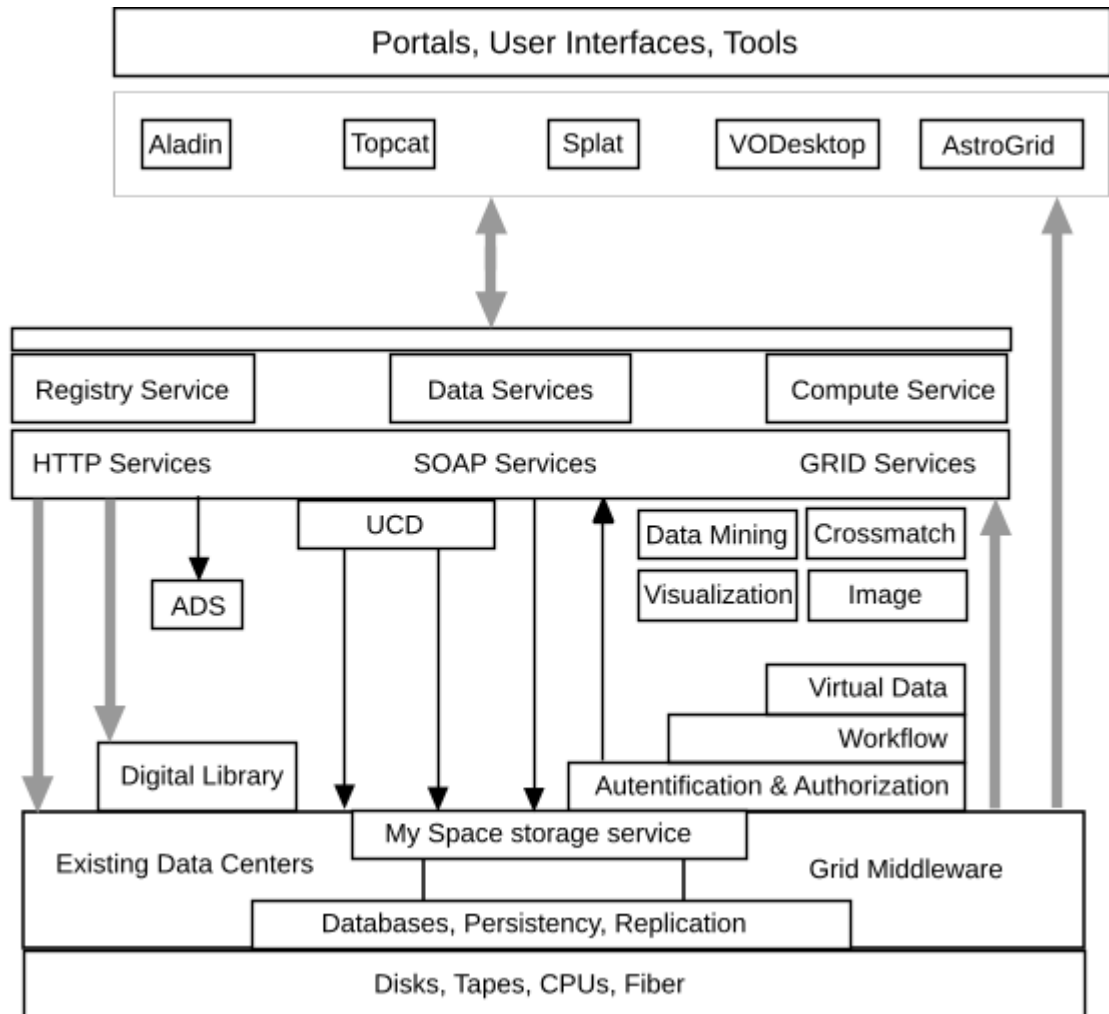 Portals, User Interfaces, Tools
Aladin
Topcat
Splat
VODesktop
AstroGrid
Registry Service
Data Services
Compute Service
HTTP Services
SOAP Services
GRID Services
UCD
Data Mining
Crossmatch
ADS
Visualization
Image
Virtual Data
Workflow
Digital Library
Autentification & Authorization
My Space storage service
Existing Data Centers
Grid Middleware
Databases, Persistency, Replication
Disks, Tapes, CPUs, Fiber